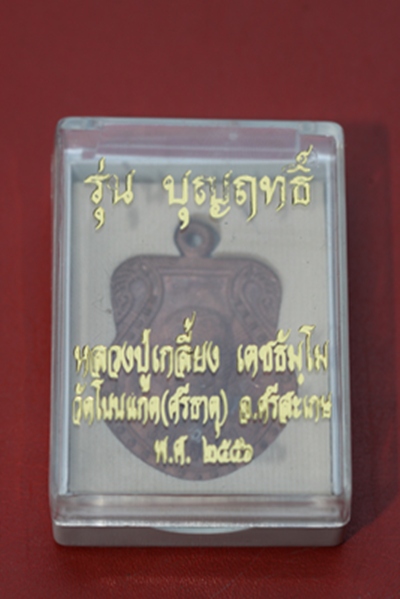 รุ่น บุญฤทธิ์
หลวงปู่เกลี้ยง เตชธัมฺโม
วัดโนนแกด(ศรีธาตุ) จ.ศรีสะเกษ
พ.ศ. ๒๕๕๖